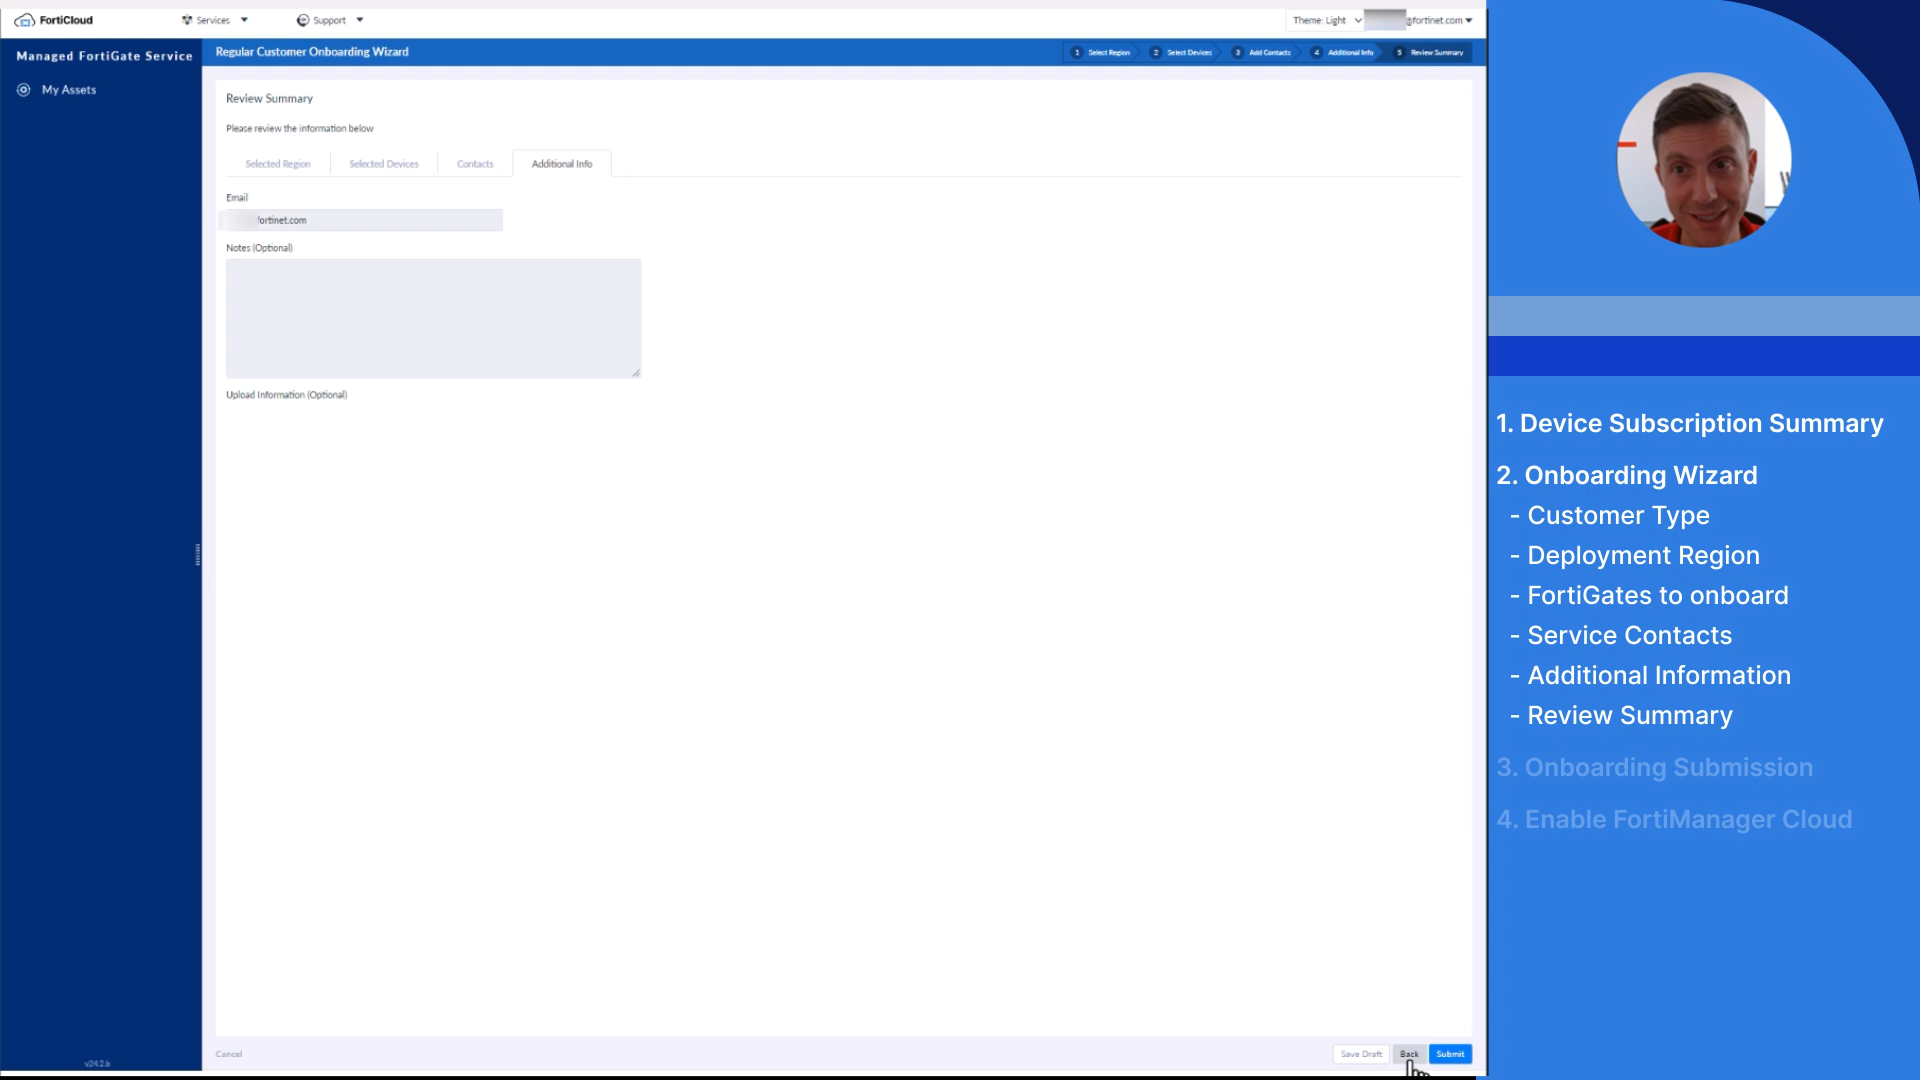 FortiCloud
Services
Support
Theme: Light
@fortinet.com
Managed FortiGate Service
Regular Customer Onboarding Wizard
1 Select Region
2 Select Devices
3 Add Contacts
4 Additional Info
5 Review Summary
My Assets
Review Summary
Please review the information below
Selected Region
Selected Devices
Contacts
Additional Info
Email
fortinet.com
Notes (Optional)
Upload Information (Optional)
Cancel
Save Draft
Back
Submit
v24.2.b
1. Device Subscription Summary
2. Onboarding Wizard
- Customer Type
- Deployment Region
- FortiGates to onboard
- Service Contacts
- Additional Information
- Review Summary
3. Onboarding Submission
4. Enable FortiManager Cloud